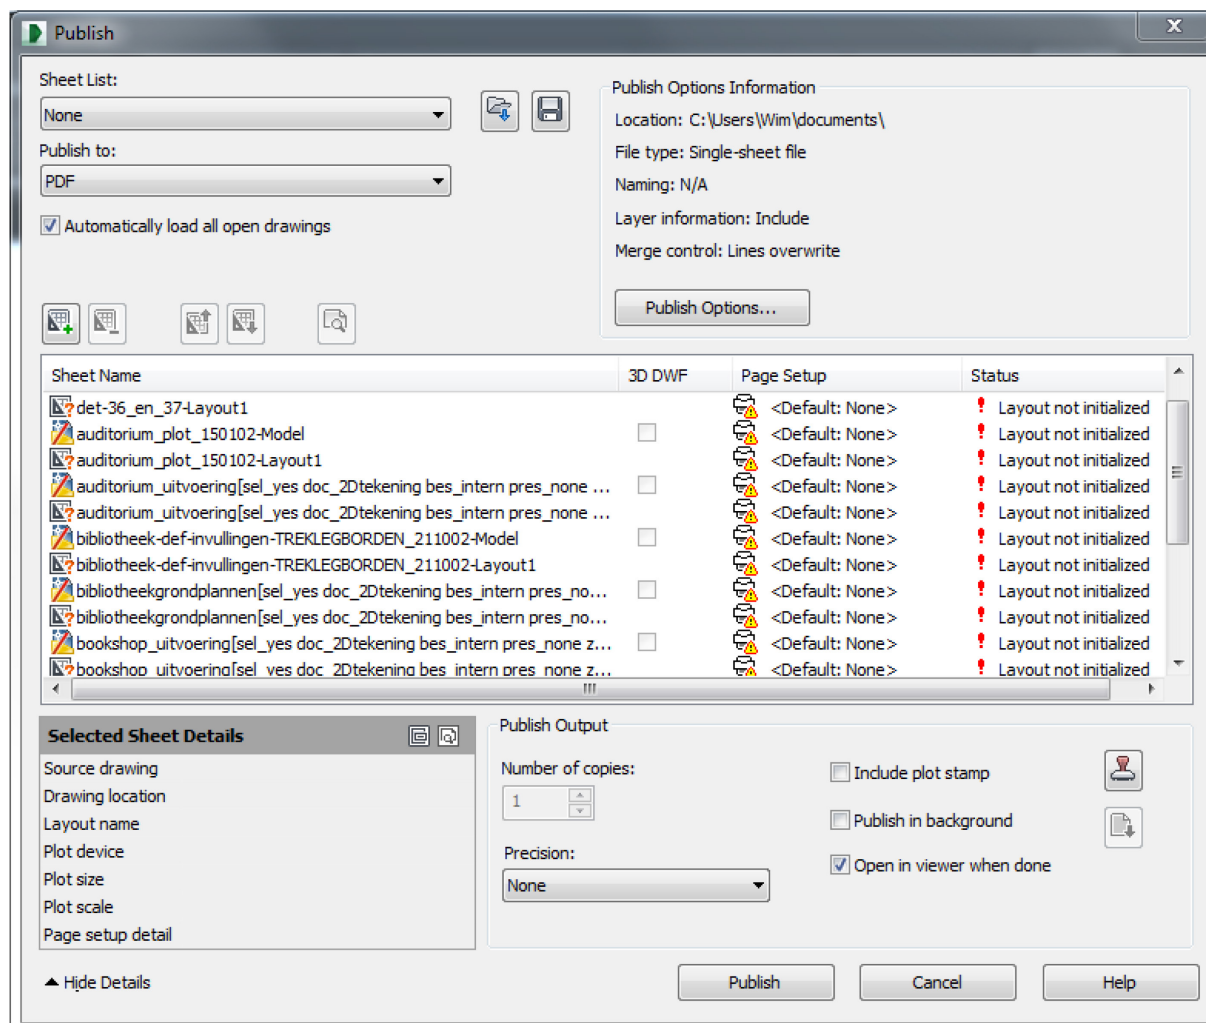 Publish
X
Sheet List:
None
Publish to:
PDF
Automatically load all open drawings
Publish Options Information
Location: C:\Users\Wim\documents\
File type: Single-sheet file
Naming: N/A
Layer information: Include
Merge control: Lines overwrite
Publish Options...
Sheet Name 3D DWF Page Setup Status
det-36_en_37-Layout1 <Default: None> Layout not initialized
auditorium_plot_150102-Model <Default: None> Layout not initialized
auditorium_plot_150102-Layout1 <Default: None> Layout not initialized
auditorium_uitvoering[sel_yes doc_2Dtekening bes_intern pres_none ... <Default: None> Layout not initialized
auditorium_uitvoering[sel_yes doc_2Dtekening bes_intern pres_none ... <Default: None> Layout not initialized
bibliotheek-def-invullingen-TREKLEGBORDEN_211002-Model <Default: None> Layout not initialized
bibliotheek-def-invullingen-TREKLEGBORDEN_211002-Layout1 <Default: None> Layout not initialized
bibliotheekgrondplannen[sel_yes doc_2Dtekening bes_intern pres_no... <Default: None> Layout not initialized
bibliotheekgrondplannen[sel_yes doc_2Dtekening bes_intern pres_no... <Default: None> Layout not initialized
bookshop_uitvoering[sel_yes doc_2Dtekening bes_intern pres_none z... <Default: None> Layout not initialized
bookshop_uitvoering[sel_yes doc_2Dtekening bes_intern pres_none z... <Default: None> Layout not initialized
Selected Sheet Details
Source drawing
Drawing location
Layout name
Plot device
Plot size
Plot scale
Page setup detail
Publish Output
Number of copies:
1
Precision:
None
Include plot stamp
Publish in background
Open in viewer when done
Hide Details
Publish
Cancel
Help